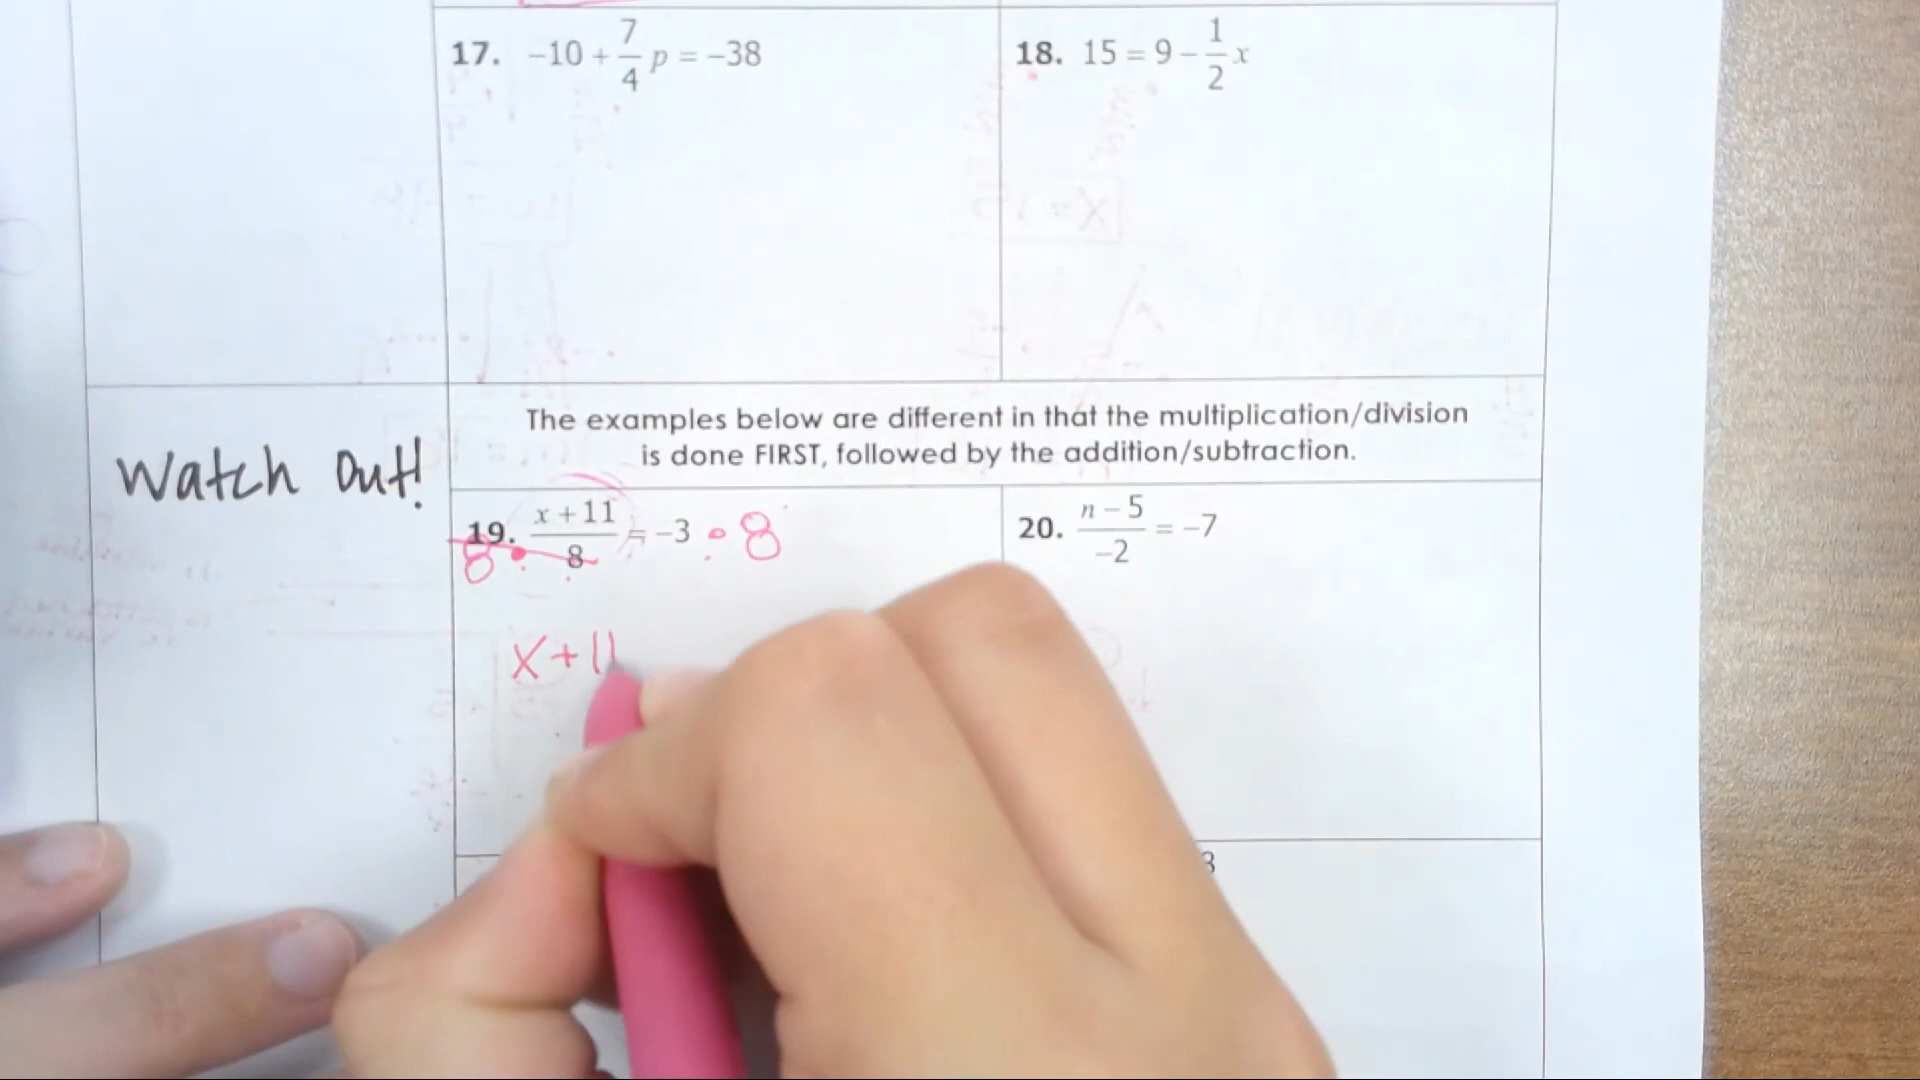 17. -10 + 7/4 p = -38
18. 15 = 9 - 1/2 x
Watch Out!
The examples below are different in that the multiplication/division
is done FIRST, followed by the addition/subtraction.
19. x + 11 / 8 = -3 • 8
8 •
x + 11
20. n - 5 / -2 = -7
3